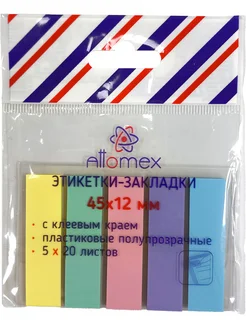 Attomex
ЭТИКЕТКИ-ЗАКЛАДКИ
45x12 мм
• с клеевым краем
• пластиковые полупрозрачные
• 5 x 20 листов